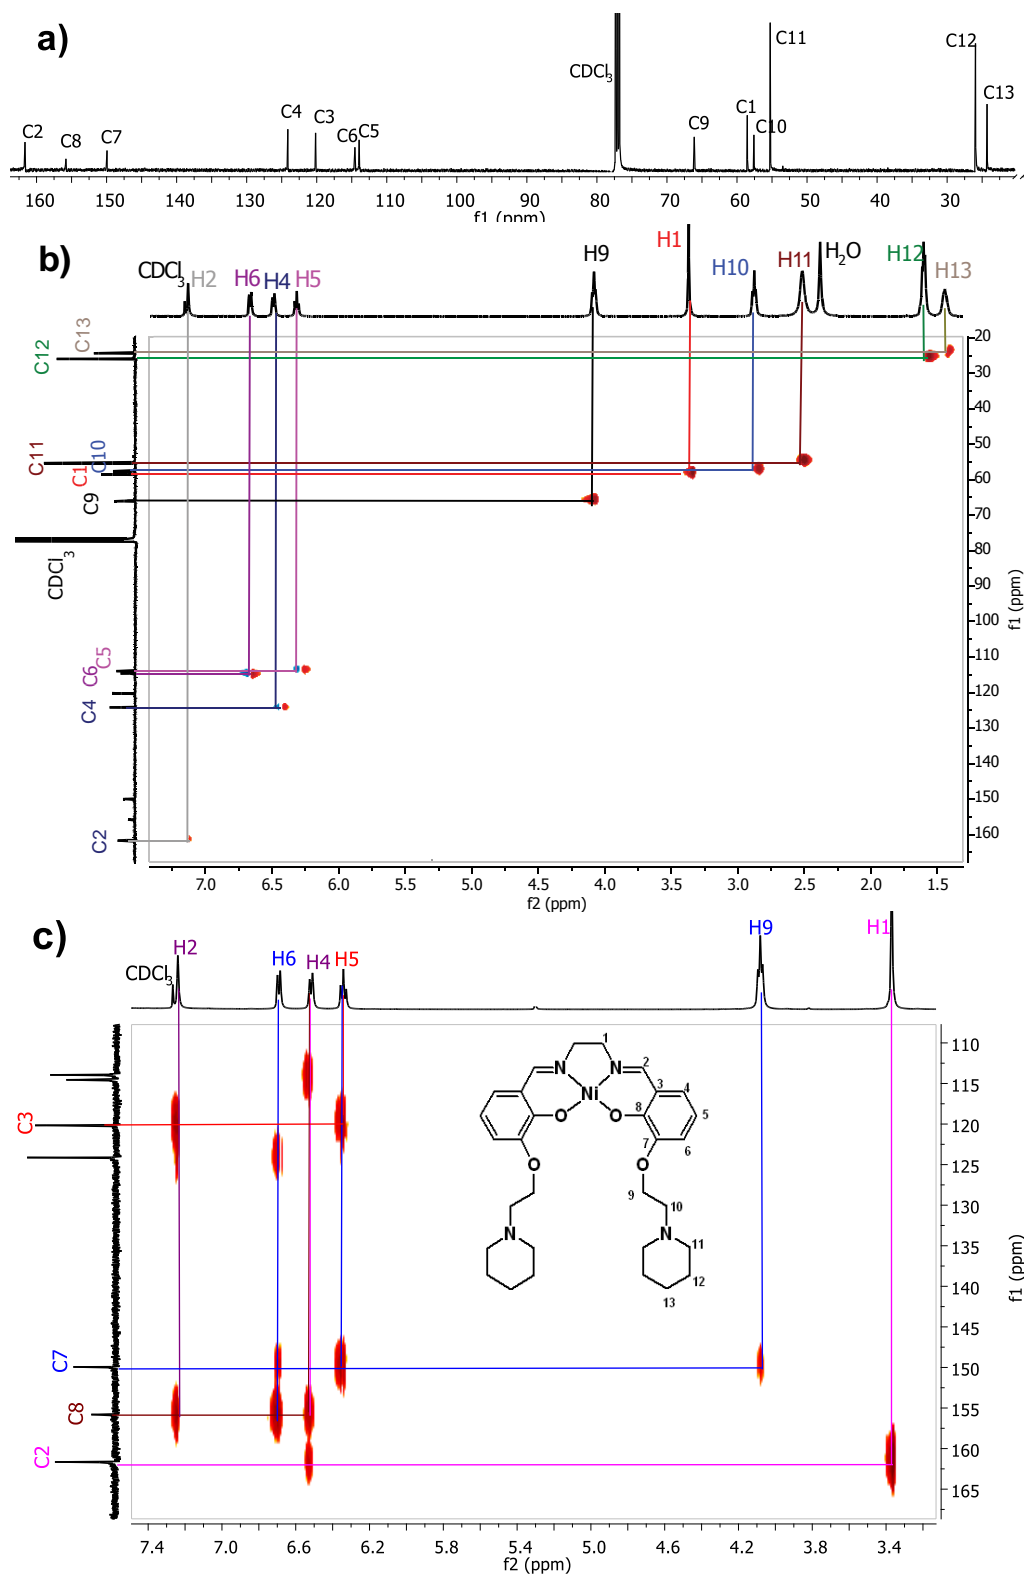 a)
C2
C8
C7
C4
C3
C6
C5
CDCl3
C9
C1
C10
C11
C12
C13
160 150 140 130 120 110 100 90 80 70 60 50 40 30
f1 (ppm)
b)
CDCl3
H2
H6
H4
H5
H9
H1
H10
H11
H2O
H12
H13
C13
C12
C11
C10
C1
C9
CDCl3
C5
C6
C4
C2
20
30
40
50
60
70
80
90
100
110
120
130
140
150
160
f1 (ppm)
7.0 6.5 6.0 5.5 5.0 4.5 4.0 3.5 3.0 2.5 2.0 1.5
f2 (ppm)
c)
CDCl3
H2
H6
H4
H5
H9
H1
C3
C7
C8
C2
1
N
N
2
Ni
3
4
O
O
8
5
7
6
O
O
9
10
N
N
11
12
13
110
115
120
125
130
135
140
145
150
155
160
165
f1 (ppm)
7.4 7.0 6.6 6.2 5.8 5.4 5.0 4.6 4.2 3.8 3.4
f2 (ppm)